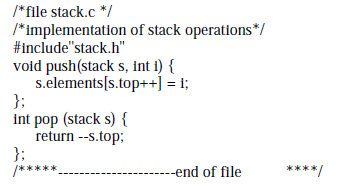 /*file stack.c */
/*implementation of stack operations*/
#include"stack.h"
void push(stack s, int i) {
s.elements[s.top++] = i;
};
int pop (stack s) {
return --s.top;
};
/*****----------------------end of file ****/